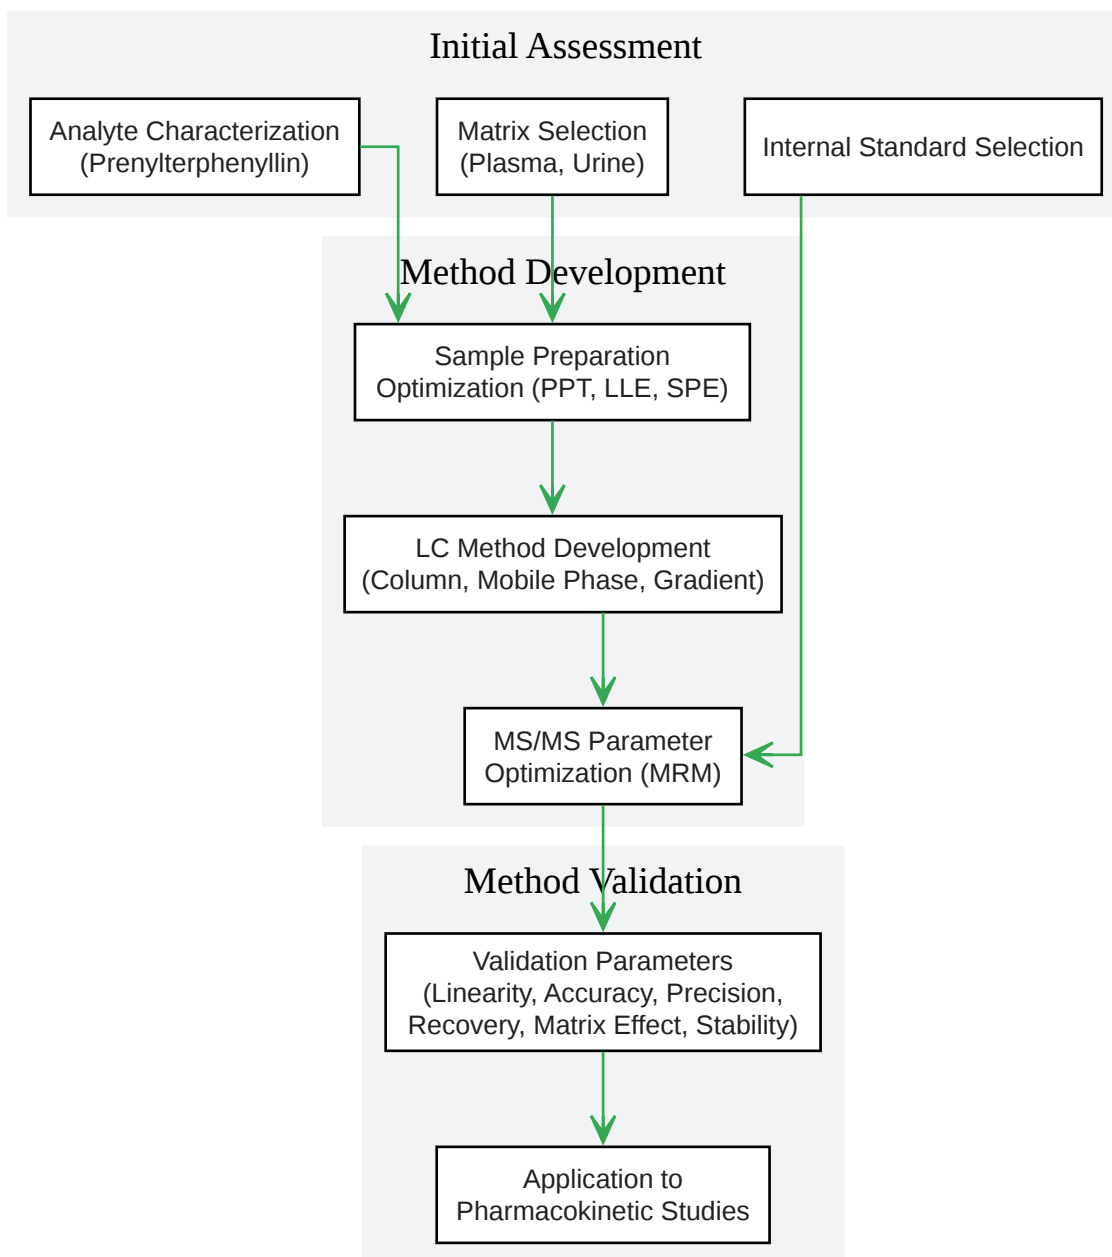 Initial Assessment
Analyte Characterization
(Prenylterphenyllin)
Matrix Selection
(Plasma, Urine)
Internal Standard Selection
Method Development
Sample Preparation
Optimization (PPT, LLE, SPE)
LC Method Development
(Column, Mobile Phase, Gradient)
MS/MS Parameter
Optimization (MRM)
Method Validation
Validation Parameters
(Linearity, Accuracy, Precision,
Recovery, Matrix Effect, Stability)
Application to
Pharmacokinetic Studies